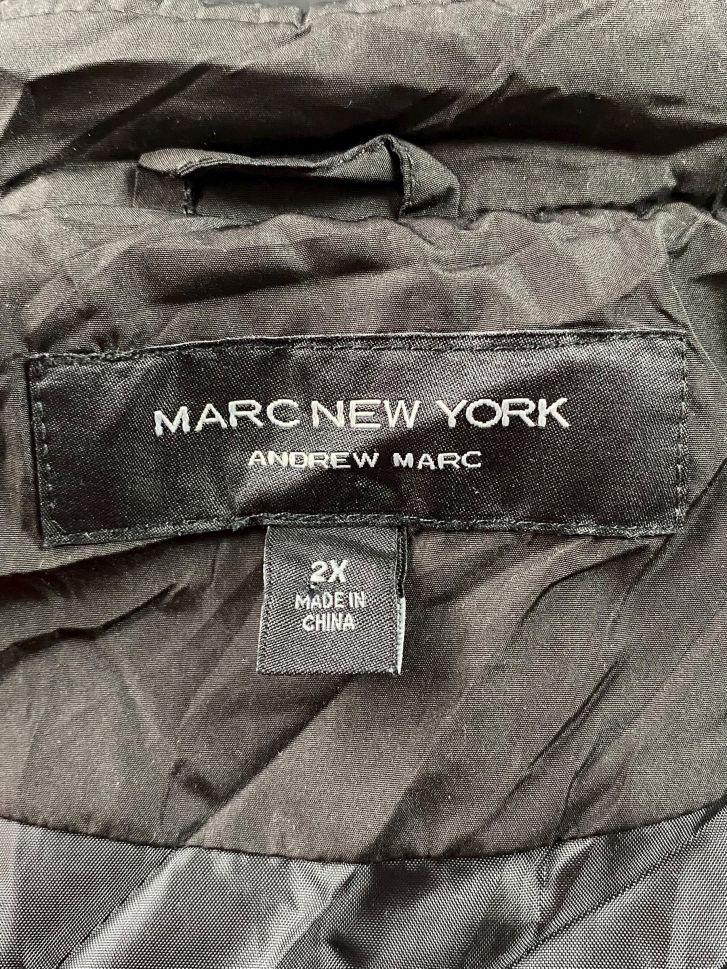 MARC NEW YORK
ANDREW MARC
2X
MADE IN
CHINA